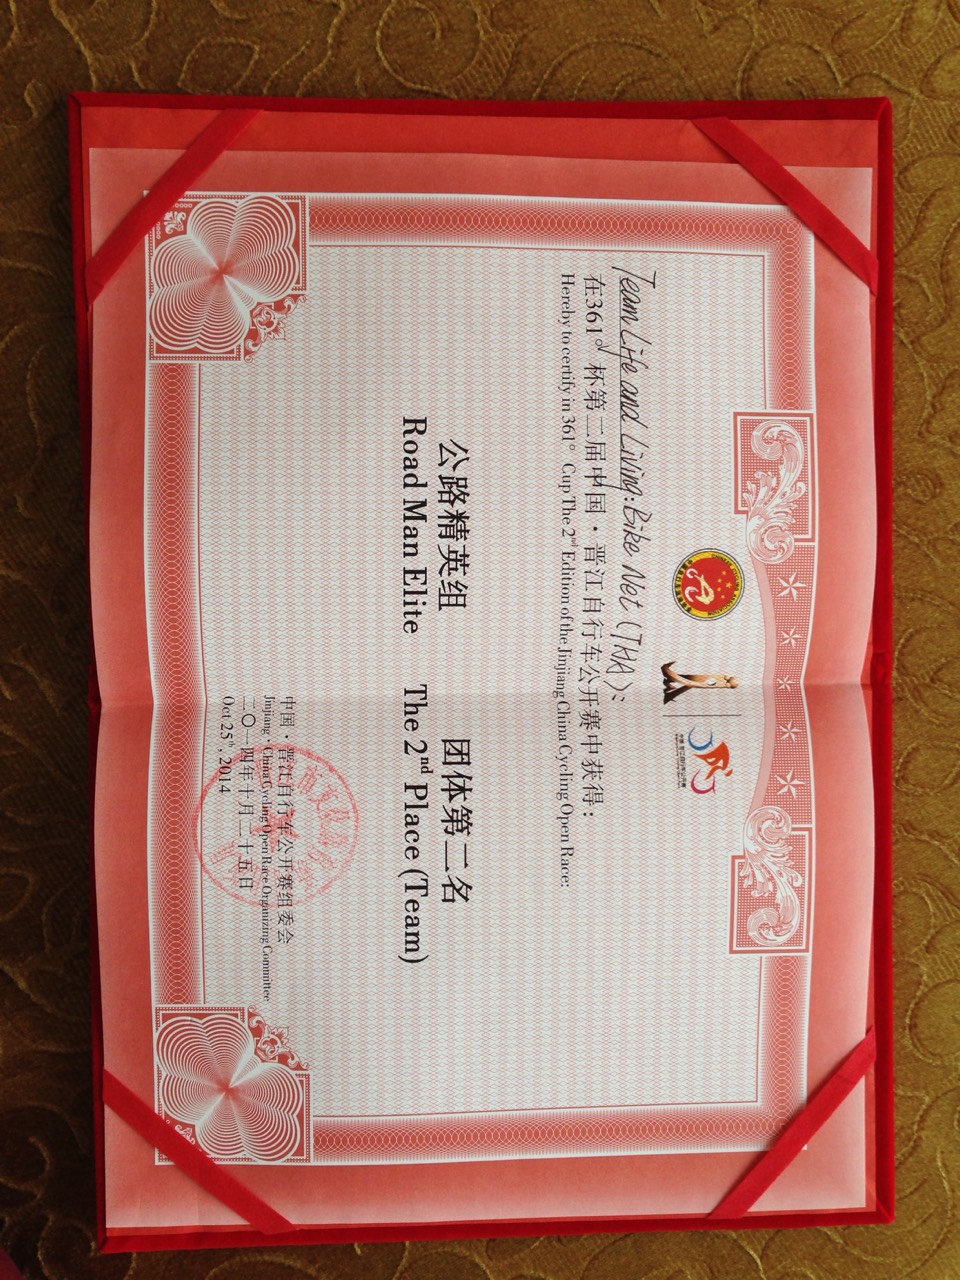 Team Life and Living: Bike Net (THA):
在361° 杯第二届中国·晋江自行车公开赛中获得:
Hereby to certify in 361° Cup The 2nd Edition of the Jinjiang China Cycling Open Race:
公路精英组 团体第二名
Road Man Elite The 2nd Place (Team)
中国·晋江自行车公开赛组委会
Jinjiang·China Cycling Open Race Organizing Committee
二〇一四年十月二十五日
Oct 25th, 2014